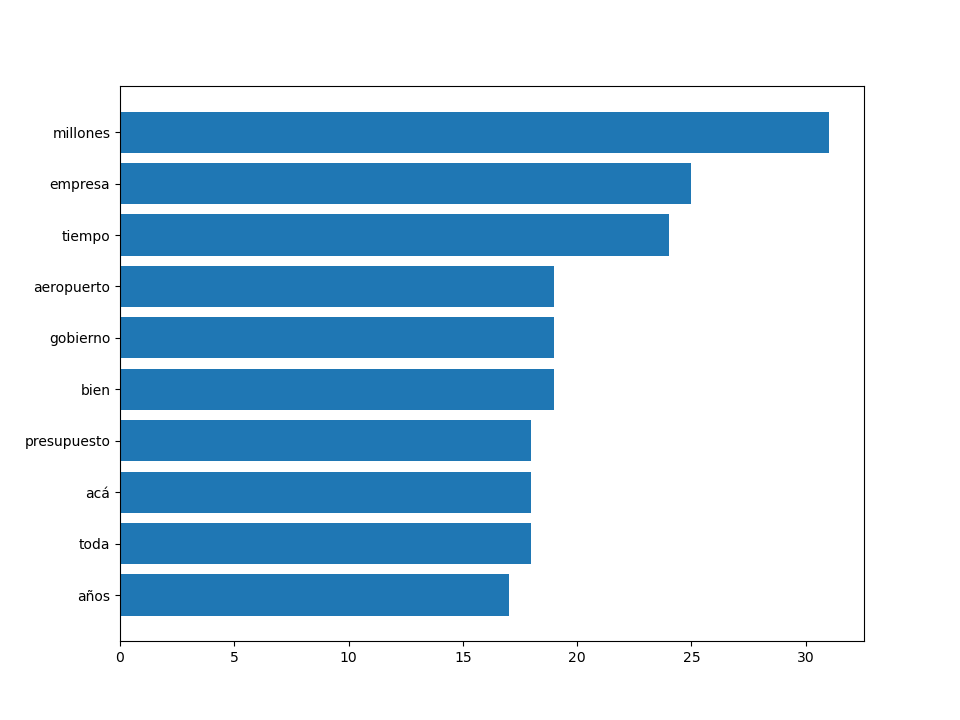 millones
empresa
tiempo
aeropuerto
gobierno
bien
presupuesto
acá
toda
años
0 5 10 15 20 25 30